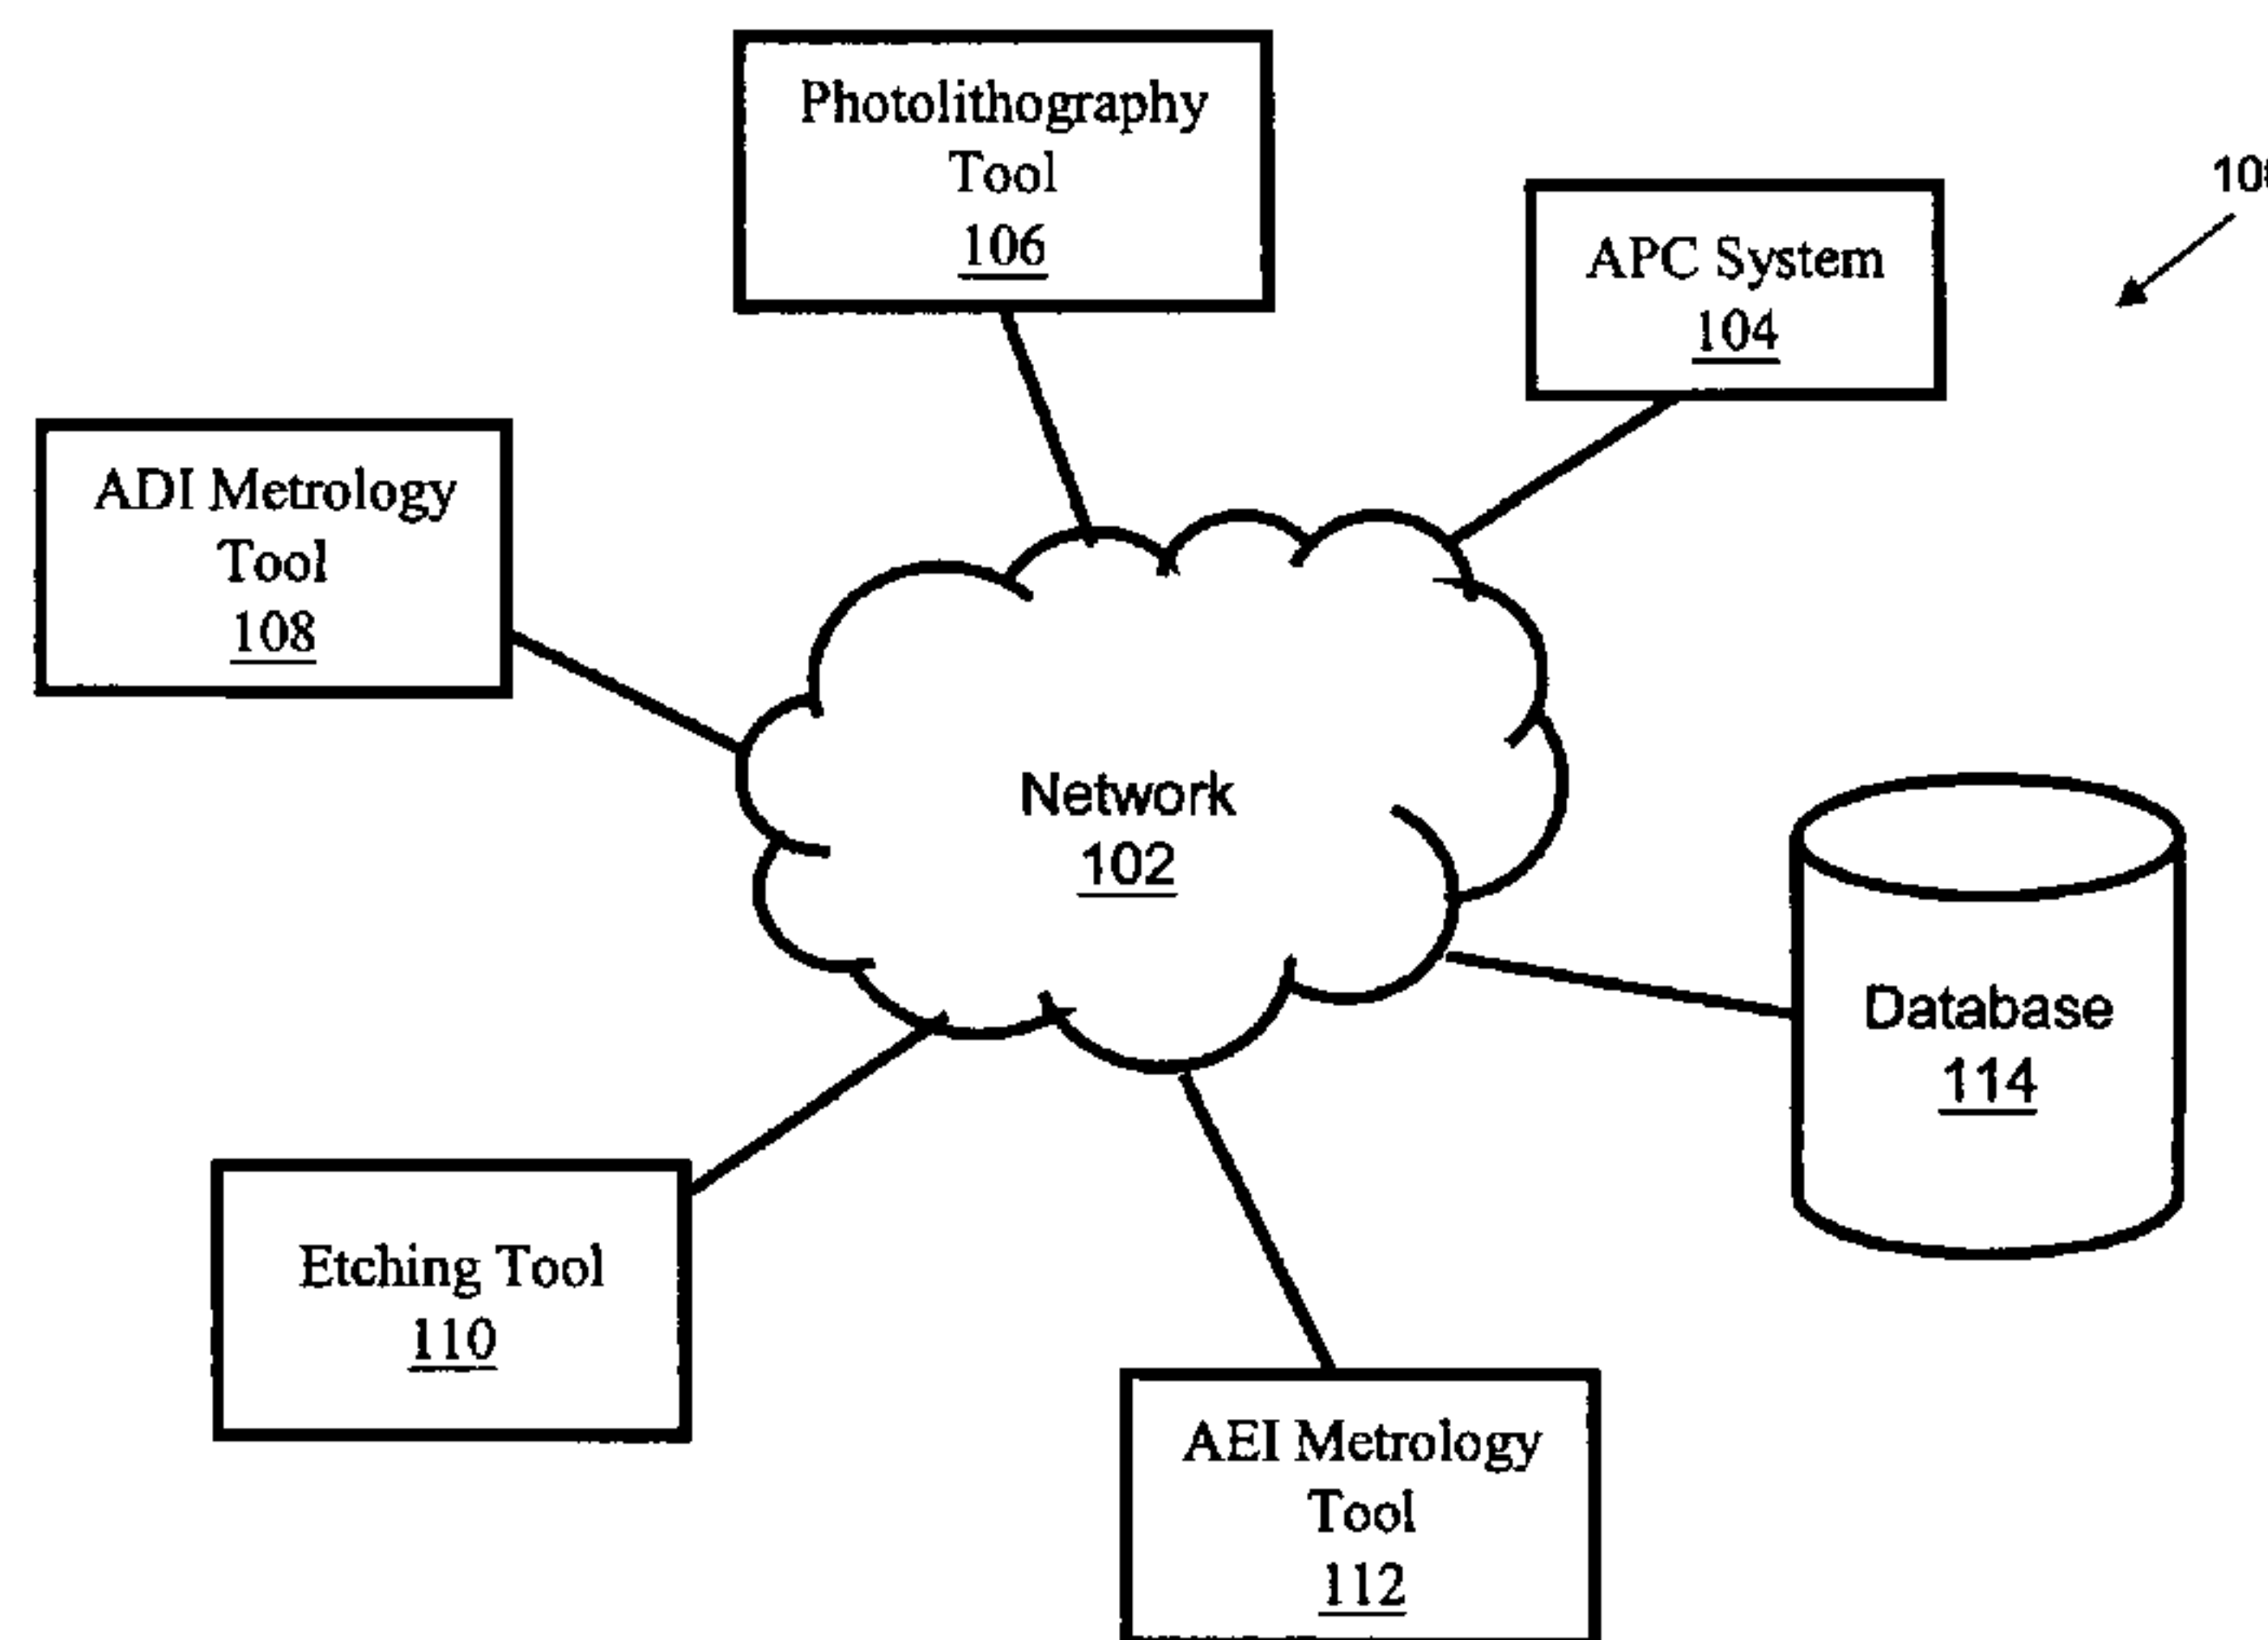 Photolithography
Tool
106
APC System
104
ADI Metrology
Tool
108
Network
102
Database
114
Etching Tool
110
AEI Metrology
Tool
112